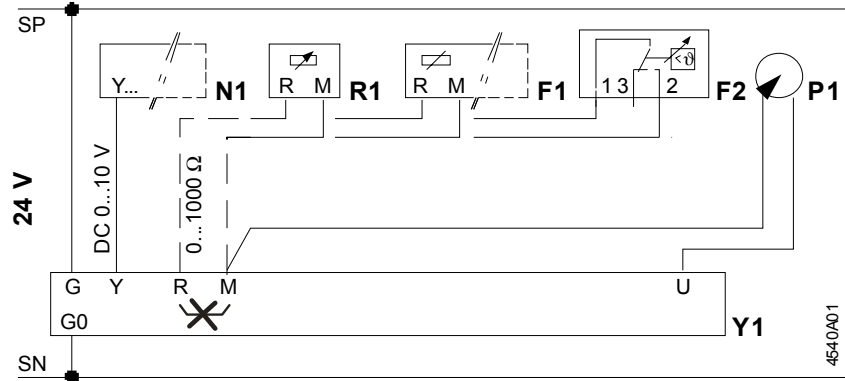 SP
Y... N1 R M R1 R M F1 1 3 2 F2 P1
<ϑ
24 V
DC 0...10 V
0...1000 Ω
G Y R M U
G0
Y1
SN
4540A01